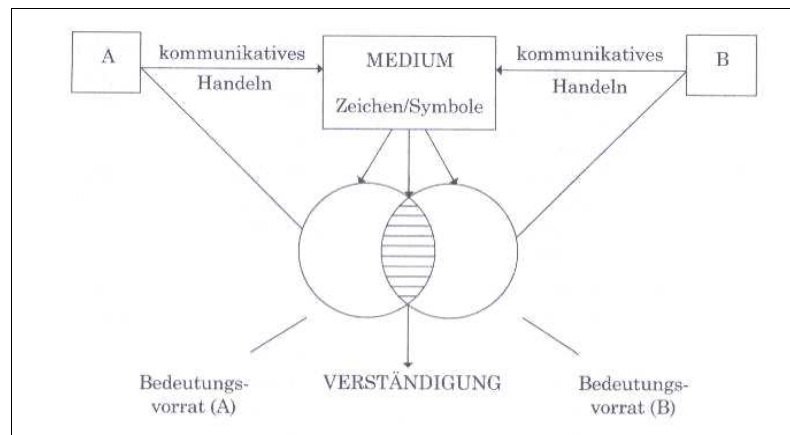 A
kommunikatives
Handeln
MEDIUM
Zeichen/Symbole
kommunikatives
Handeln
B
Bedeutungs-
vorrat (A)
VERSTÄNDIGUNG
Bedeutungs-
vorrat (B)